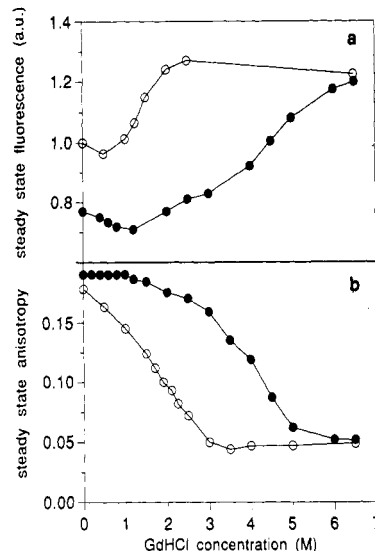 steady state fluorescence (a.u.)
1.4
1.2
1.0
0.8
a
steady state anisotropy
0.15
0.10
0.05
0.00
b
0 1 2 3 4 5 6 7
GdHCl concentration (M)